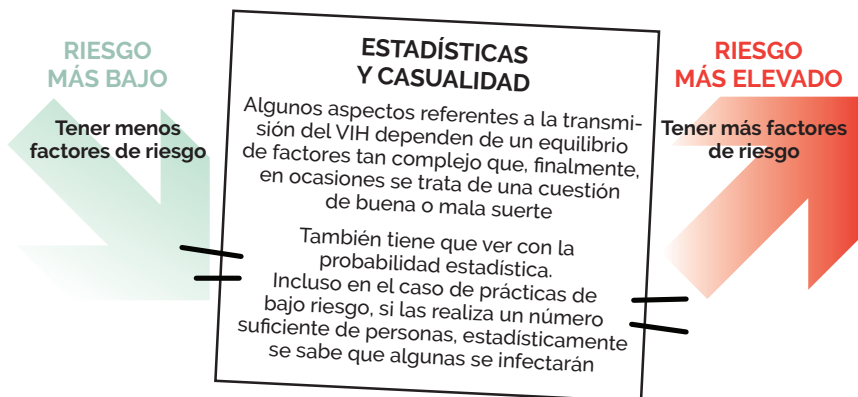 RIESGO
MÁS BAJO
Tener menos
factores de riesgo
ESTADÍSTICAS
Y CASUALIDAD
Algunos aspectos referentes a la transmi-
sión del VIH dependen de un equilibrio
de factores tan complejo que, finalmente,
en ocasiones se trata de una cuestión
de buena o mala suerte
También tiene que ver con la
probabilidad estadística.
Incluso en el caso de prácticas de
bajo riesgo, si las realiza un número
suficiente de personas, estadísticamente
se sabe que algunas se infectarán
RIESGO
MÁS ELEVADO
Tener más factores
de riesgo